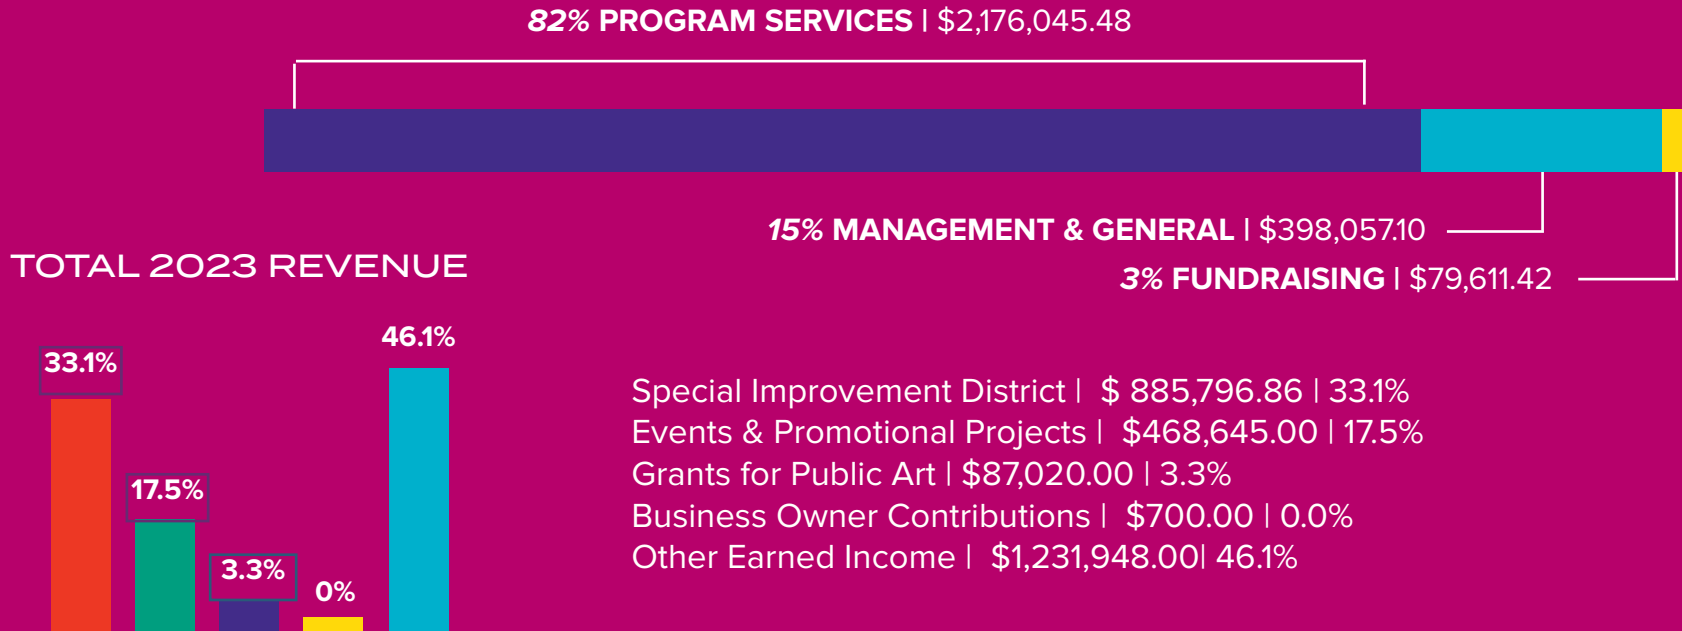 82% PROGRAM SERVICES | $2,176,045.48
15% MANAGEMENT & GENERAL | $398,057.10
3% FUNDRAISING | $79,611.42
TOTAL 2023 REVENUE
33.1%
17.5%
3.3%
0%
46.1%
Special Improvement District | $ 885,796.86 | 33.1%
Events & Promotional Projects | $468,645.00 | 17.5%
Grants for Public Art | $87,020.00 | 3.3%
Business Owner Contributions | $700.00 | 0.0%
Other Earned Income | $1,231,948.00| 46.1%